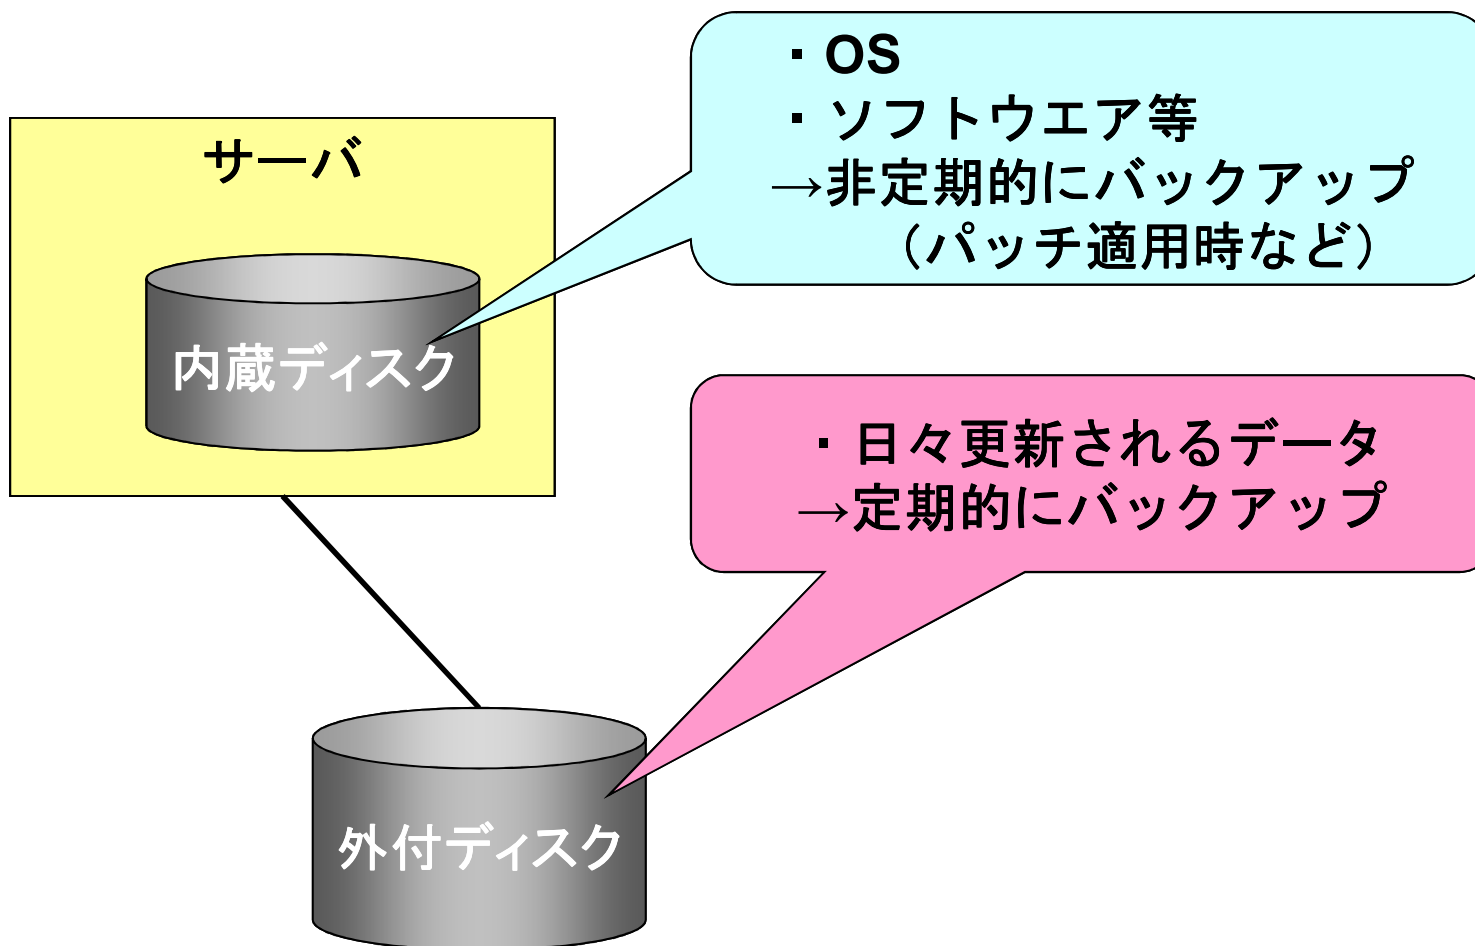 ・OS
・ソフトウエア等
→非定期的にバックアップ
（パッチ適用時など）
サーバ
内蔵ディスク
・日々更新されるデータ
→定期的にバックアップ
外付ディスク